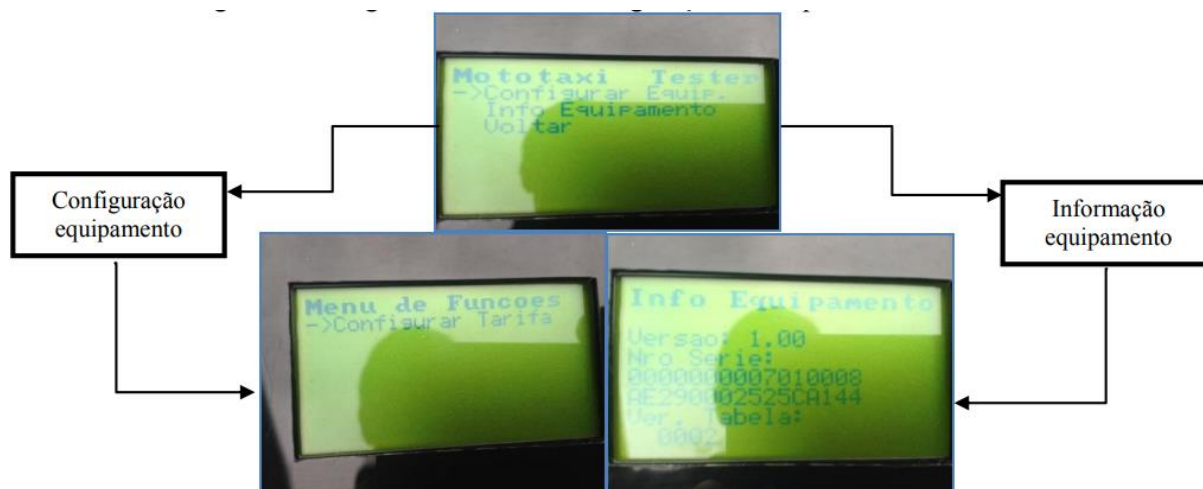 Mototaxi Tester
->Configurar Equip.
Info Equipamento
Voltar
Configuração
equipamento
Informação
equipamento
Menu de Funcoes
->Configurar Tarifa
Info Equipamento
Versao: 1.00
Nro Serie:
0000000007010008
AE290002525CA144
Ver. Tabela:
0002